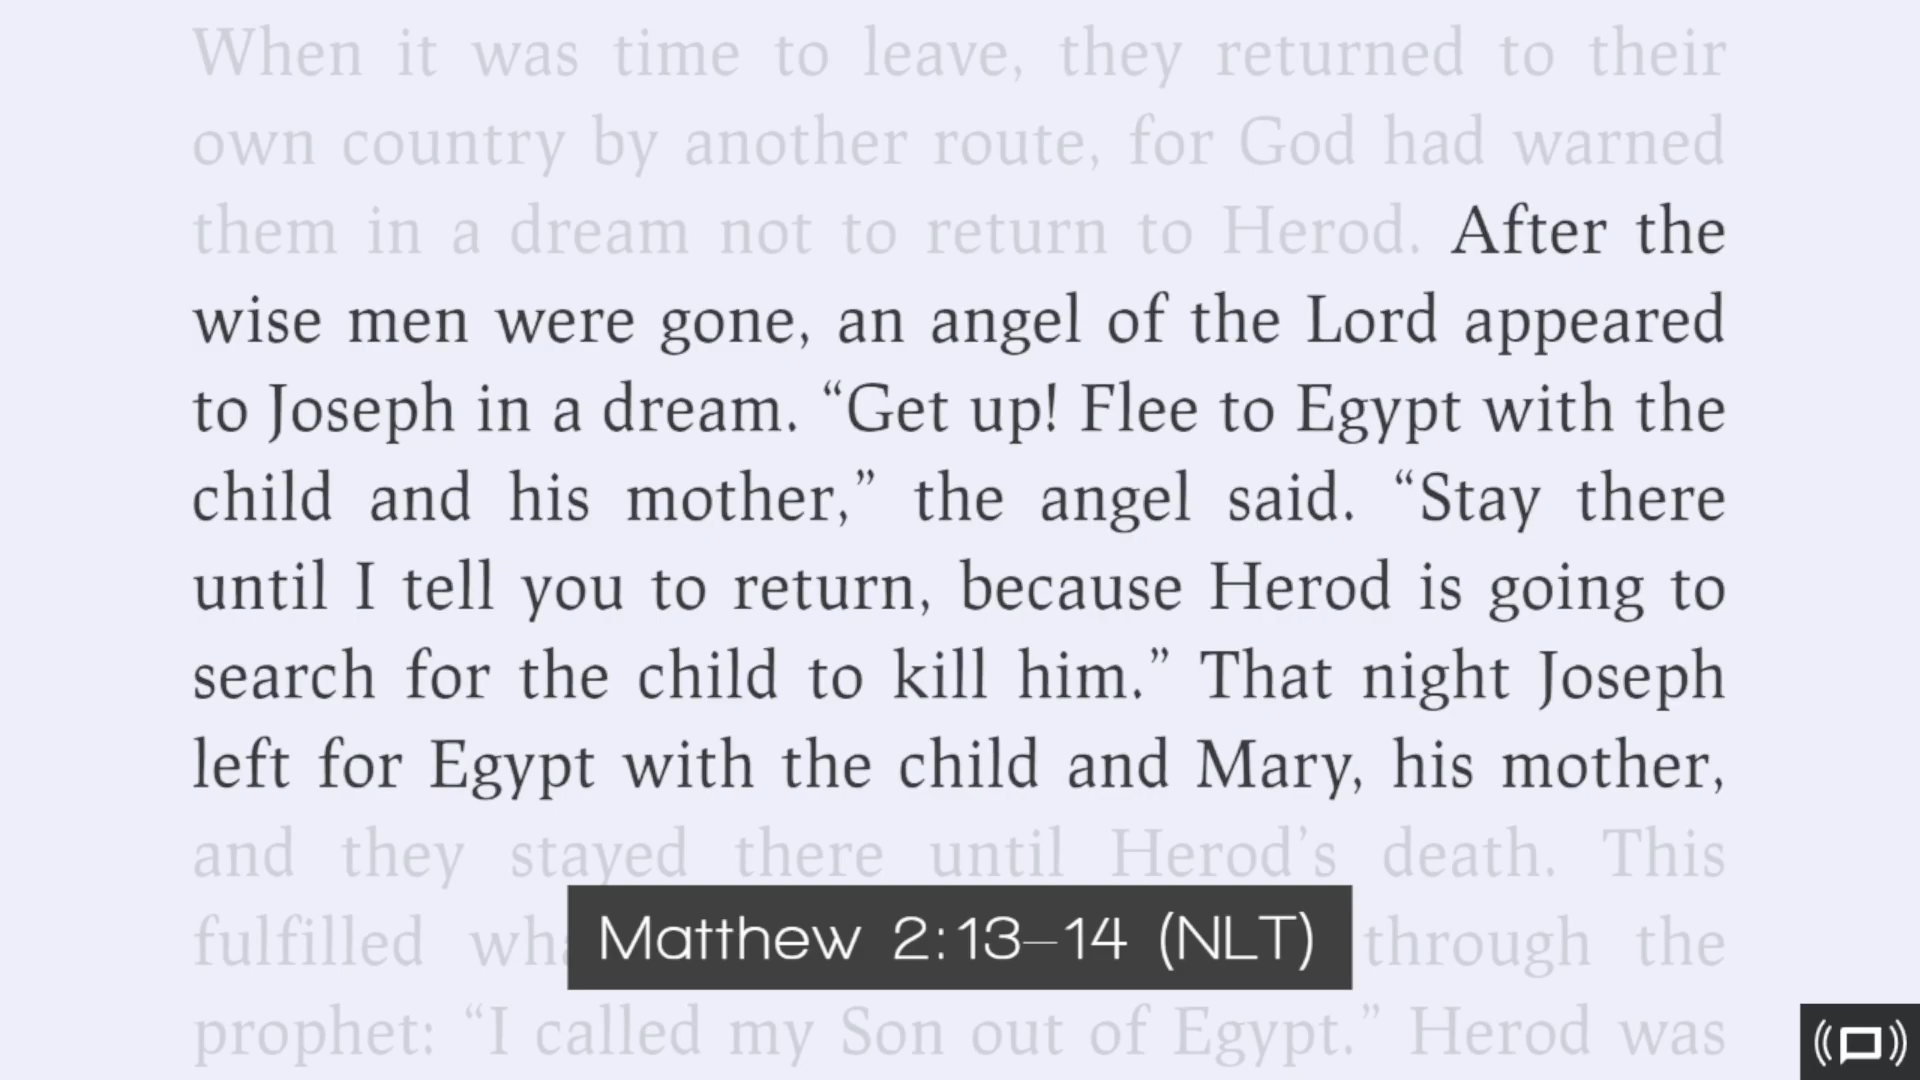 When it was time to leave, they returned to their
own country by another route, for God had warned
them in a dream not to return to Herod. After the
wise men were gone, an angel of the Lord appeared
to Joseph in a dream. “Get up! Flee to Egypt with the
child and his mother,” the angel said. “Stay there
until I tell you to return, because Herod is going to
search for the child to kill him.” That night Joseph
left for Egypt with the child and Mary, his mother,
and they stayed there until Herod’s death. This
fulfilled through the
Matthew 2:13–14 (NLT)
prophet: “I called my Son out of Egypt.” Herod was